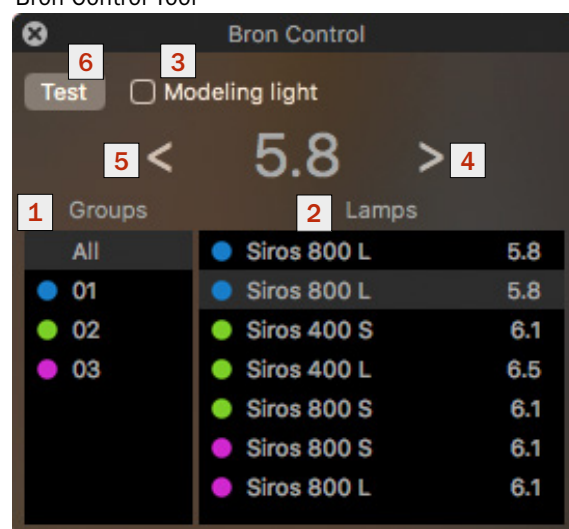 Bron Control Tool
Bron Control
6 3
Test Modeling light
5 < 5.8 > 4
1 Groups 2 Lamps
All Siros 800 L 5.8
01 Siros 800 L 5.8
02 Siros 400 S 6.1
03 Siros 400 L 6.5
Siros 800 S 6.1
Siros 800 S 6.1
Siros 800 L 6.1